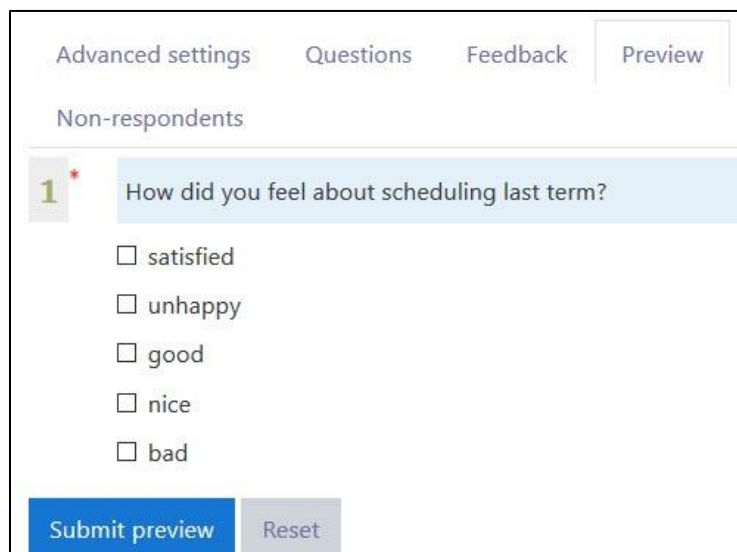 Advanced settings Questions Feedback Preview
Non-respondents
1 * How did you feel about scheduling last term?
satisfied
unhappy
good
nice
bad
Submit preview Reset